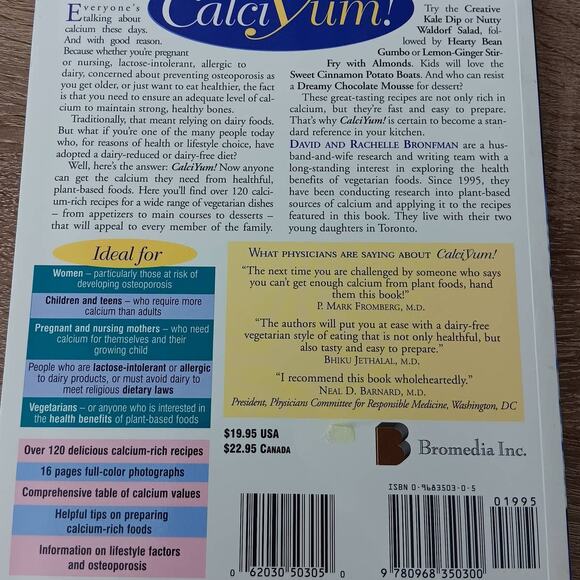 CalciYum!
Everyone's
talking about
calcium these days.
And with good reason.
Because whether you're pregnant
or nursing, lactose-intolerant, allergic to
dairy, concerned about preventing osteoporosis as
you get older, or just want to eat healthier, the fact
is that you need to ensure an adequate level of cal-
cium to maintain strong, healthy bones.
Traditionally, that meant relying on dairy foods.
But what if you're one of the many people today
who, for reasons of health or lifestyle choice, have
adopted a dairy-reduced or dairy-free diet?
Well, here's the answer: CalciYum! Now anyone
can get the calcium they need from healthful,
plant-based foods. Here you'll find over 120 calci-
um-rich recipes for a wide range of vegetarian dishes
– from appetizers to main courses to desserts –
that will appeal to every member of the family.
Try the Creative
Kale Dip or Nutty
Waldorf Salad, fol-
lowed by Hearty Bean
Gumbo or Lemon-Ginger Stir-
Fry with Almonds. Kids will love the
Sweet Cinnamon Potato Boats. And who can resist
a Dreamy Chocolate Mousse for dessert?
These great-tasting recipes are not only rich in
calcium, but they're fast and easy to prepare.
That's why CalciYum! is certain to become a stan-
dard reference in your kitchen.
DAVID AND RACHELLE BRONFMAN are a hus-
band-and-wife research and writing team with a
long-standing interest in exploring the health
benefits of vegetarian foods. Since 1995, they
have been conducting research into plant-based
sources of calcium and applying it to the recipes
featured in this book. They live with their two
young daughters in Toronto.
Ideal for
Women – particularly those at risk of
developing osteoporosis
Children and teens – who require more
calcium than adults
Pregnant and nursing mothers – who need
calcium for themselves and their
growing child
People who are lactose-intolerant or allergic
to dairy products, or must avoid dairy to
meet religious dietary laws
Vegetarians – or anyone who is interested in
the health benefits of plant-based foods
WHAT PHYSICIANS ARE SAYING ABOUT CalciYum!
“The next time you are challenged by someone who says
you can't get enough calcium from plant foods, hand
them this book!”
P. MARK FROMBERG, M.D.
“The authors will put you at ease with a dairy-free
vegetarian style of eating that is not only healthful, but
also tasty and easy to prepare.”
BHIKU JETHALAL, M.D.
“I recommend this book wholeheartedly.”
NEAL D. BARNARD, M.D.
President, Physicians Committee for Responsible Medicine, Washington, DC
Over 120 delicious calcium-rich recipes
16 pages full-color photographs
Comprehensive table of calcium values
Helpful tips on preparing
calcium-rich foods
Information on lifestyle factors
and osteoporosis
$19.95 USA
$22.95 CANADA
B Bromedia Inc.
ISBN 0-9683503-0-5
01995
0 62030 50305 0
9 780968 350300